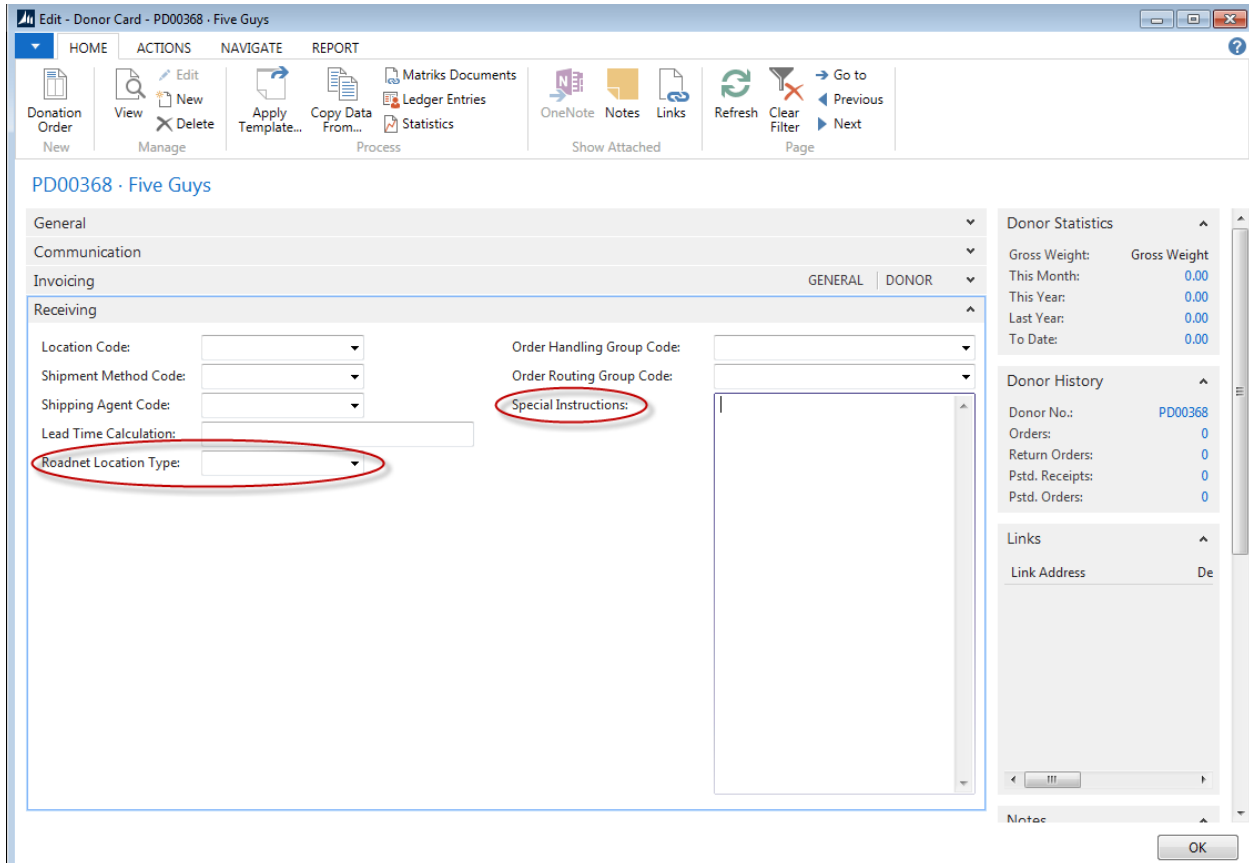 Edit - Donor Card - PD00368 · Five Guys
HOME ACTIONS NAVIGATE REPORT
Donation Order
View
Edit
New
Delete
Apply Template...
Copy Data From...
Matriks Documents
Ledger Entries
Statistics
OneNote
Notes
Links
Refresh
Clear Filter
Go to
Previous
Next
New Manage Process Show Attached Page
PD00368 · Five Guys
General
Communication
Invoicing GENERAL DONOR
Receiving
Location Code:
Shipment Method Code:
Shipping Agent Code:
Lead Time Calculation:
Roadnet Location Type:
Order Handling Group Code:
Order Routing Group Code:
Special Instructions:
Donor Statistics
Gross Weight: Gross Weight
This Month: 0.00
This Year: 0.00
Last Year: 0.00
To Date: 0.00
Donor History
Donor No.: PD00368
Orders: 0
Return Orders: 0
Pstd. Receipts: 0
Pstd. Orders: 0
Links
Link Address De
Notes
OK